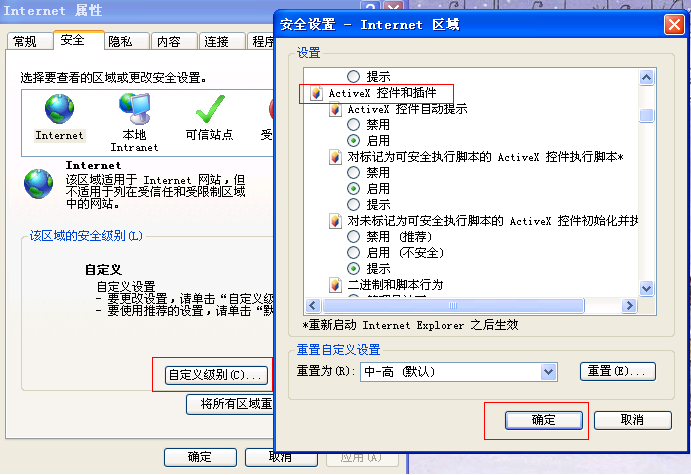 Internet 属性
常规
安全
隐私
内容
连接
选择要查看的区域或更改安全设置。
Internet
本地
Intranet
可信站点
Internet
该区域适用于 Internet 网站,但
不适用于列在受信任和受限制区域
中的网站。
该区域的安全级别(L)
自定义
自定义设置
- 要更改设置,请单击“自定义级
- 要使用推荐的设置,请单击“默
自定义级别(C)...
将所有区域重
确定
取消
应用(A)
安全设置 - Internet 区域
设置
提示
ActiveX 控件和插件
ActiveX 控件自动提示
禁用
启用
对标记为可安全执行脚本的 ActiveX 控件执行脚本*
禁用
启用
提示
对未标记为可安全执行脚本的 ActiveX 控件初始化并执
禁用 (推荐)
启用 (不安全)
提示
二进制和脚本行为
*重新启动 Internet Explorer 之后生效
重置自定义设置
重置为(R):
中-高 (默认)
重置(E)...
确定
取消